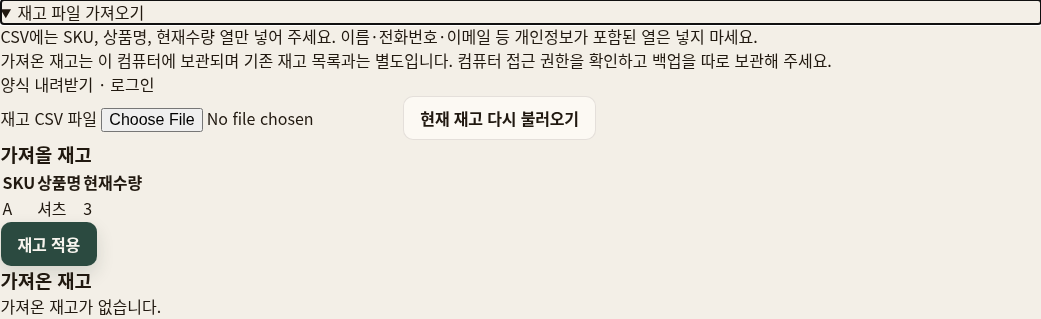 ▼ 재고 파일 가져오기
CSV에는 SKU, 상품명, 현재수량 열만 넣어 주세요. 이름·전화번호·이메일 등 개인정보가 포함된 열은 넣지 마세요.
가져온 재고는 이 컴퓨터에 보관되며 기존 재고 목록과는 별도입니다. 컴퓨터 접근 권한을 확인하고 백업을 따로 보관해 주세요.
양식 내려받기 · 로그인
재고 CSV 파일 Choose File No file chosen 현재 재고 다시 불러오기
가져올 재고
SKU 상품명 현재수량
A 셔츠 3
재고 적용
가져온 재고
가져온 재고가 없습니다.